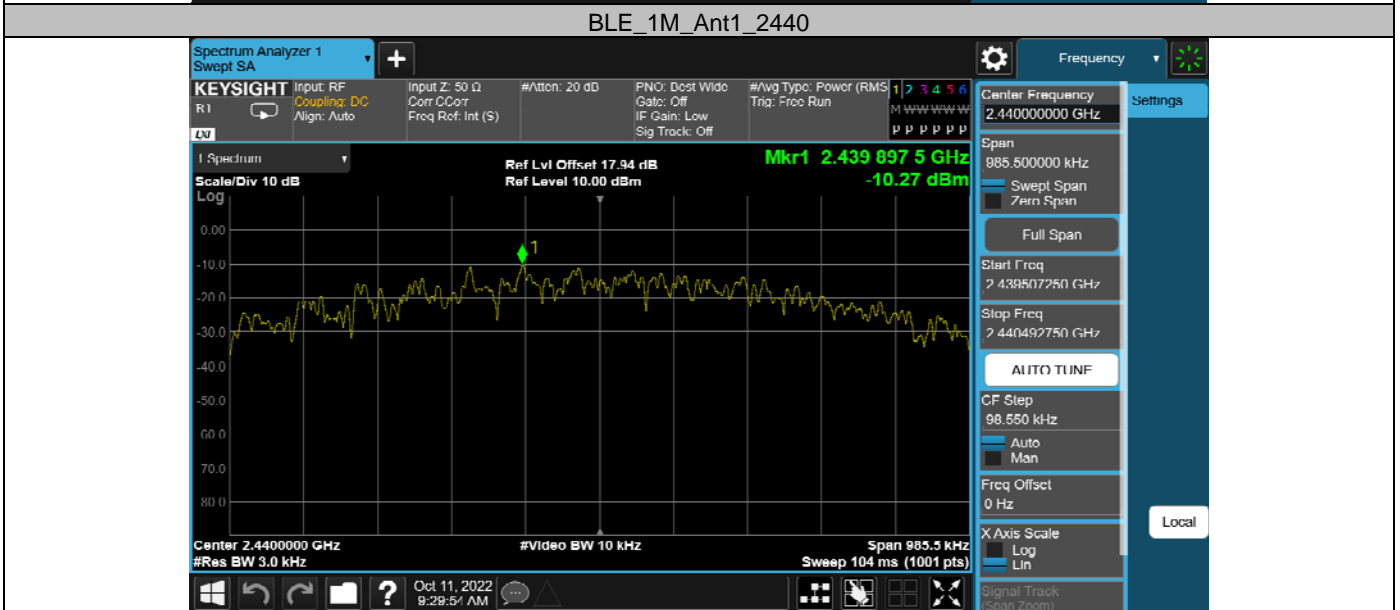 BLE_1M_Ant1_2440
Spectrum Analyzer 1
Swept SA
+
Frequency
KEYSIGHT
R1
LXI
Input: RF
Coupling: DC
Align: Auto
Input Z: 50 Ω
Corr CCorr
Freq Ref: Int (S)
#Atten: 20 dB
PNO: Best Wide
Gate: Off
IF Gain: Low
Sig Track: Off
#Avg Type: Power (RMS
Trig: Free Run
1 2 3 4 5 6
M W W W W W
P P P P P P
1 Spectrum
Scale/Div 10 dB
Log
Ref Lvl Offset 17.94 dB
Ref Level 10.00 dBm
Mkr1 2.439 897 5 GHz
-10.27 dBm
1
0.00
-10.0
-20.0
-30.0
-40.0
-50.0
-60.0
-70.0
-80.0
Center 2.4400000 GHz
#Res BW 3.0 kHz
#Video BW 10 kHz
Span 985.5 kHz
Sweep 104 ms (1001 pts)
Center Frequency
2.440000000 GHz
Settings
Span
985.500000 kHz
Swept Span
Zero Span
Full Span
Start Freq
2.439507250 GHz
Stop Freq
2.440492750 GHz
AUTO TUNE
CF Step
98.550 kHz
Auto
Man
Freq Offset
0 Hz
X Axis Scale
Log
Lin
Local
Signal Track
(Span Zoom)
?
Oct 11, 2022
9:29:54 AM